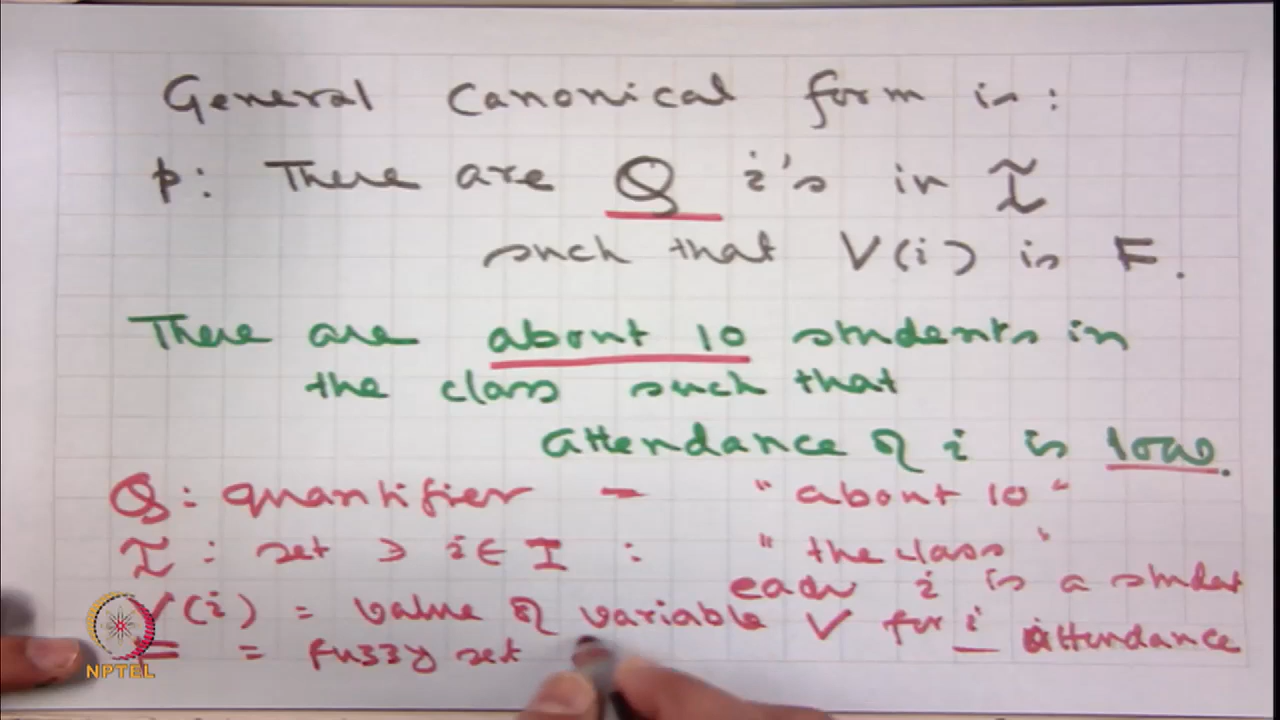 General Canonical form is:
p: There are Q i's in I
such that V(i) is F.
There are about 10 students in
the class such that
attendance of i is low.
Q: quantifier – "about 10"
I : set ∋ i ∈ I : "the class"
each i is a student
V(i) = value of variable V for i attendance
= fuzzy set
NPTEL